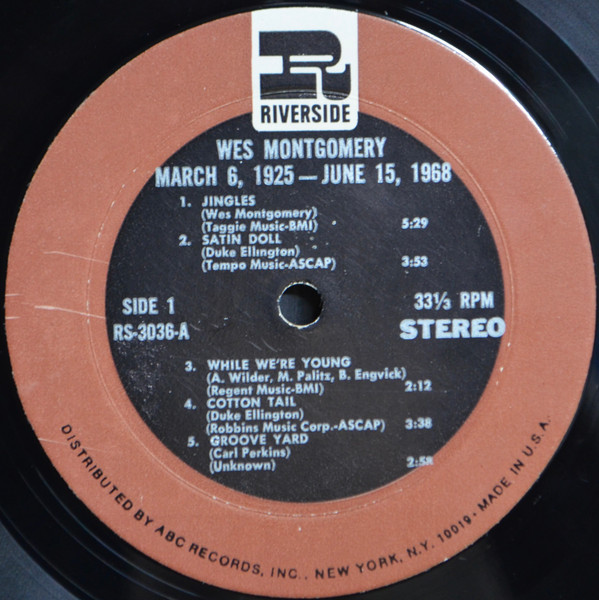 R
RIVERSIDE
WES MONTGOMERY
MARCH 6, 1925 — JUNE 15, 1968
1. JINGLES
(Wes Montgomery)
(Taggie Music-BMI) 5:29
2. SATIN DOLL
(Duke Ellington)
(Tempo Music-ASCAP) 3:53
SIDE 1 33⅓ RPM
RS-3036-A STEREO
3. WHILE WE'RE YOUNG
(A. Wilder, M. Palitz, B. Engvick)
(Regent Music-BMI) 2:12
4. COTTON TAIL
(Duke Ellington)
(Robbins Music Corp.-ASCAP) 3:38
5. GROOVE YARD
(Carl Perkins)
(Unknown) 2:58
DISTRIBUTED BY ABC RECORDS, INC., NEW YORK, N.Y. 10019 - MADE IN U.S.A.